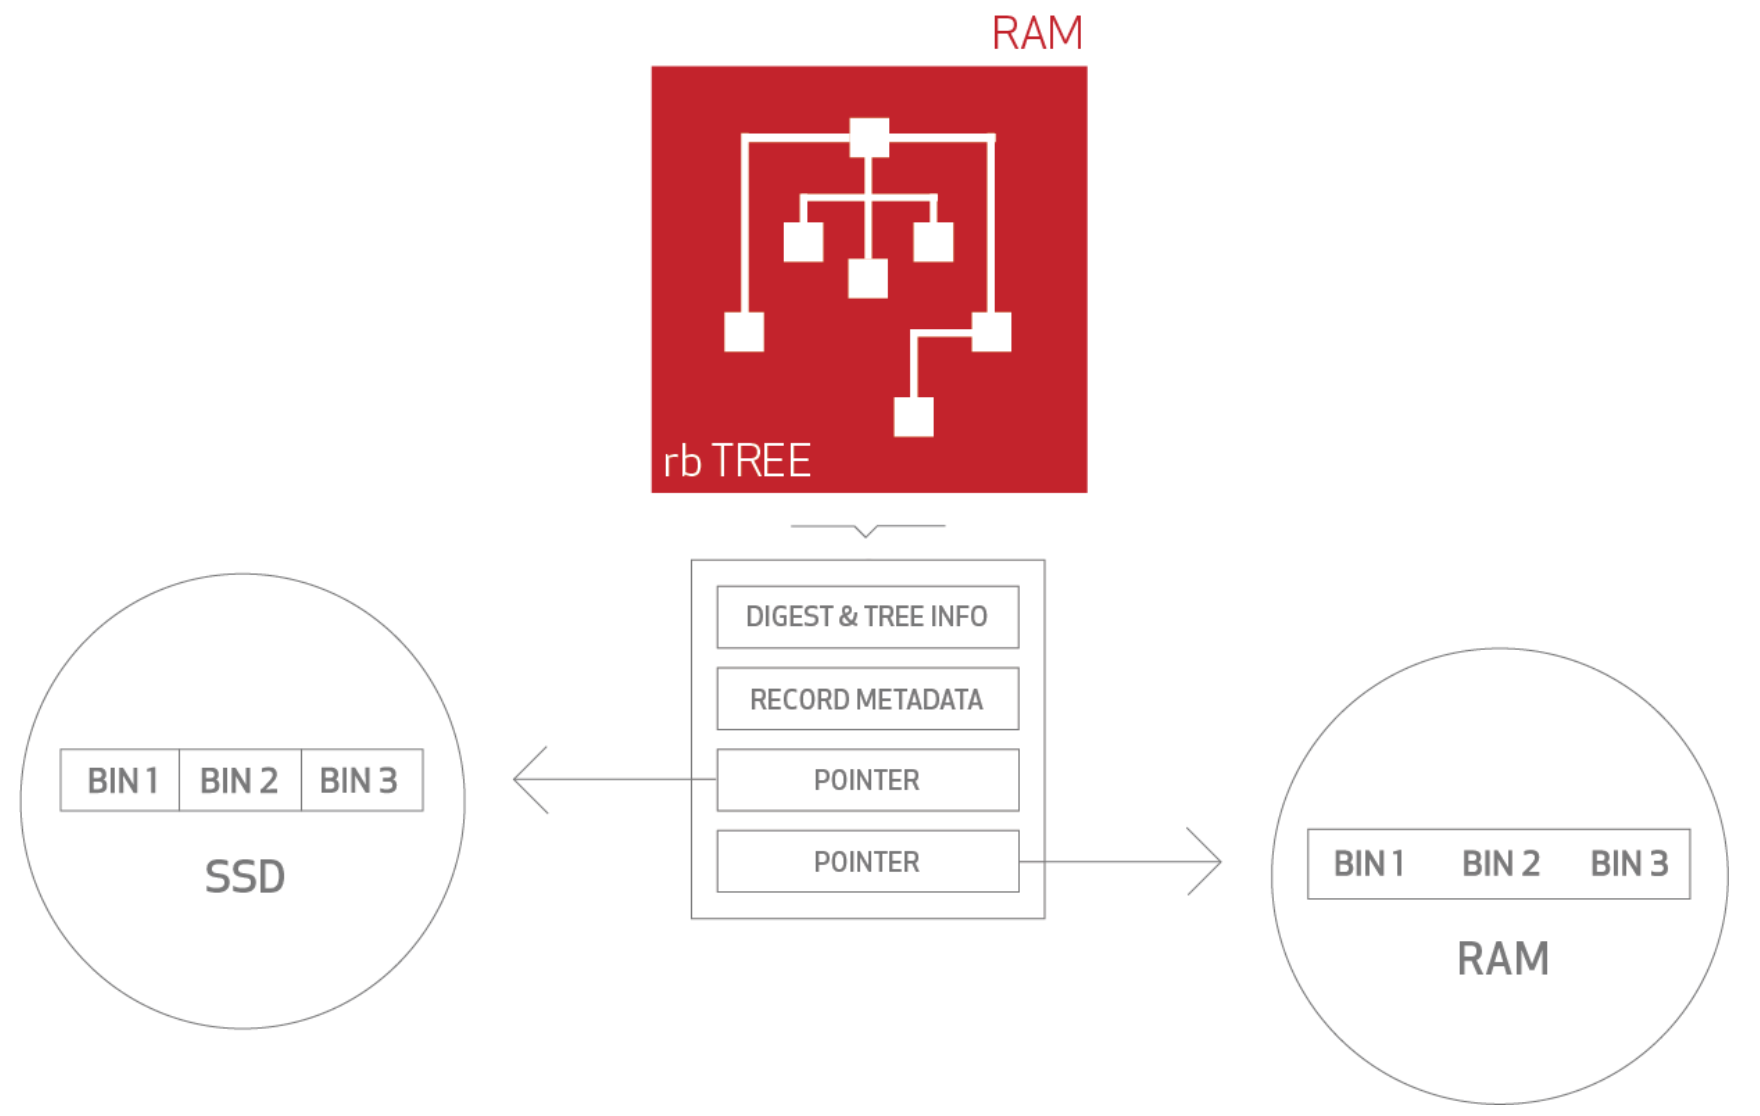 RAM
rb TREE
DIGEST & TREE INFO
RECORD METADATA
POINTER
POINTER
BIN 1 BIN 2 BIN 3
SSD
BIN 1 BIN 2 BIN 3
RAM